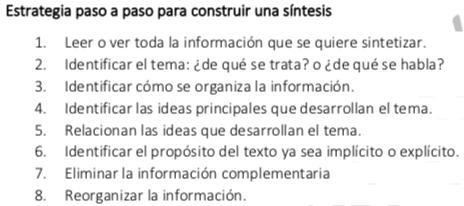 Estrategia paso a paso para construir una síntesis
1. Leer o ver toda la información que se quiere sintetizar.
2. Identificar el tema: ¿de qué se trata? o ¿de qué se habla?
3. Identificar cómo se organiza la información.
4. Identificar las ideas principales que desarrollan el tema.
5. Relacionan las ideas que desarrollan el tema.
6. Identificar el propósito del texto ya sea implícito o explícito.
7. Eliminar la información complementaria
8. Reorganizar la información.